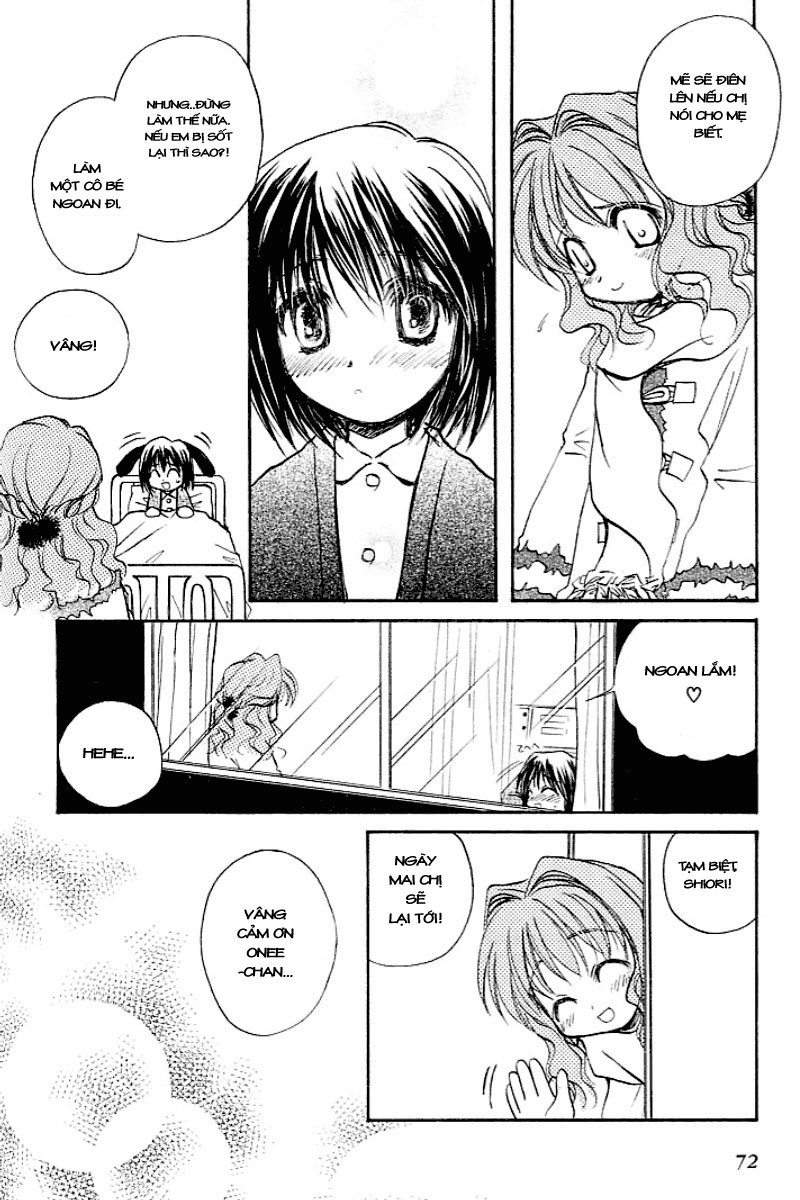 MẼ SẼ ĐIÊN
LÊN NẾU CHỊ
NÓI CHO MẸ
BIẾT.
NHƯNG..ĐỪNG
LÀM THẾ NỮA.
NẾU EM BỊ SỐT
LẠI THÌ SAO?!
LÀM
MỘT CÔ BÉ
NGOAN ĐI.
VÂNG!
NGOAN LẮM!
♡
HEHE...
TẠM BIỆT,
SHIORI!
NGÀY
MAI CHỊ
SẼ
LẠI TỚI!
VÂNG
CẢM ƠN
ONEE
-CHAN...
72